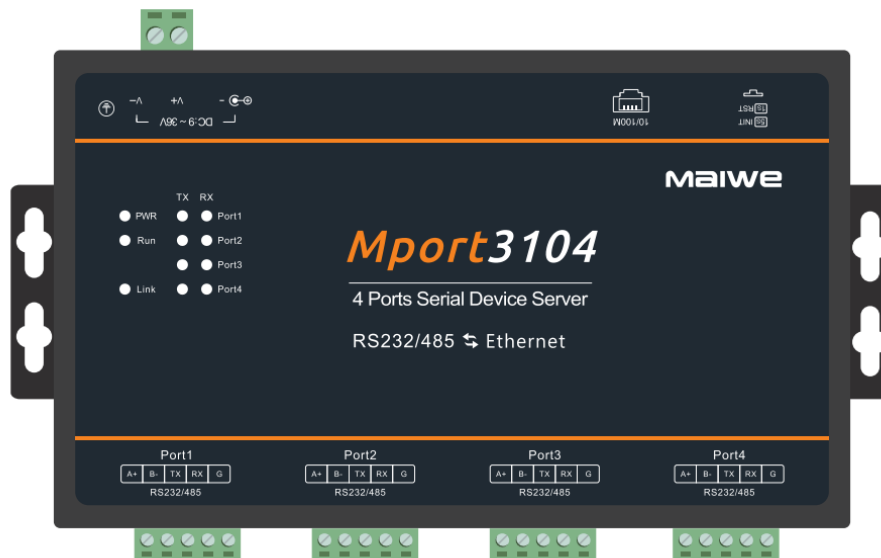 V- V+ -
DC:9~36V
10/100M
1s RST
5s INIT
Maiwe
TX RX
PWR Port1
Run Port2
Port3
Link Port4
Mport3104
4 Ports Serial Device Server
RS232/485 Ethernet
Port1 Port2 Port3 Port4
A+ B- TX RX G A+ B- TX RX G A+ B- TX RX G A+ B- TX RX G
RS232/485 RS232/485 RS232/485 RS232/485